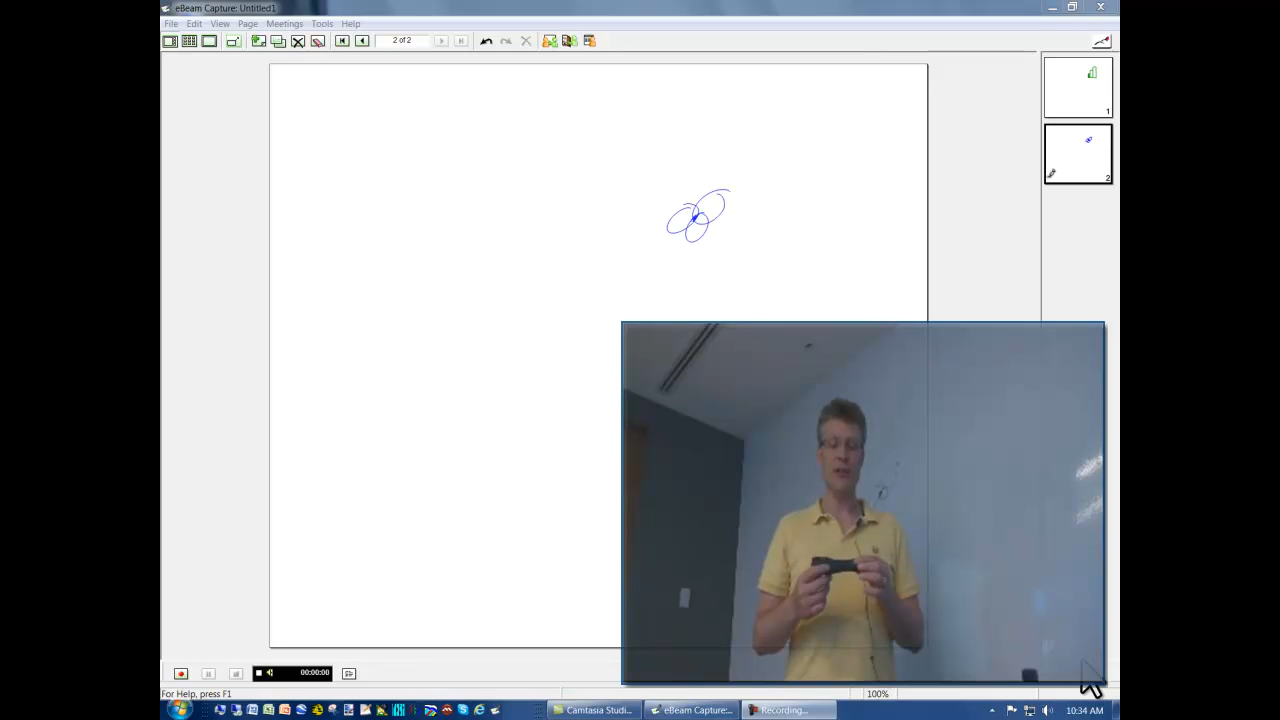 eBeam Capture: Untitled1
File Edit View Page Meetings Tools Help
2 of 2
1
2
00:00:00
For Help, press F1
100%
Camtasia Studi...
eBeam Capture:...
Recording...
10:34 AM